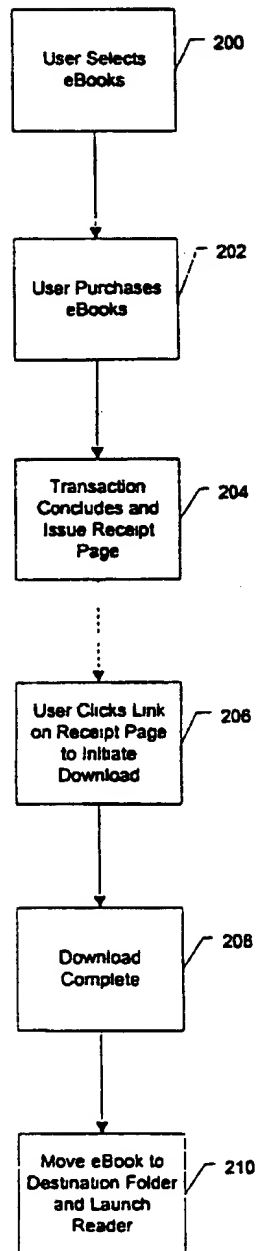 User Selects
eBooks
200
User Purchases
eBooks
202
Transaction
Concludes and
Issue Receipt
Page
204
User Clicks Link
on Receipt Page
to Initiate
Download
206
Download
Complete
208
Move eBook to
Destination Folder
and Launch
Reader
210